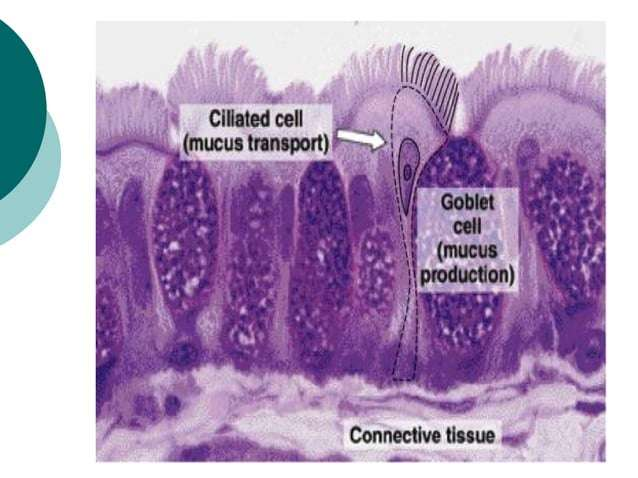 Ciliated cell
(mucus transport)
Goblet
cell
(mucus
production)
Connective tissue